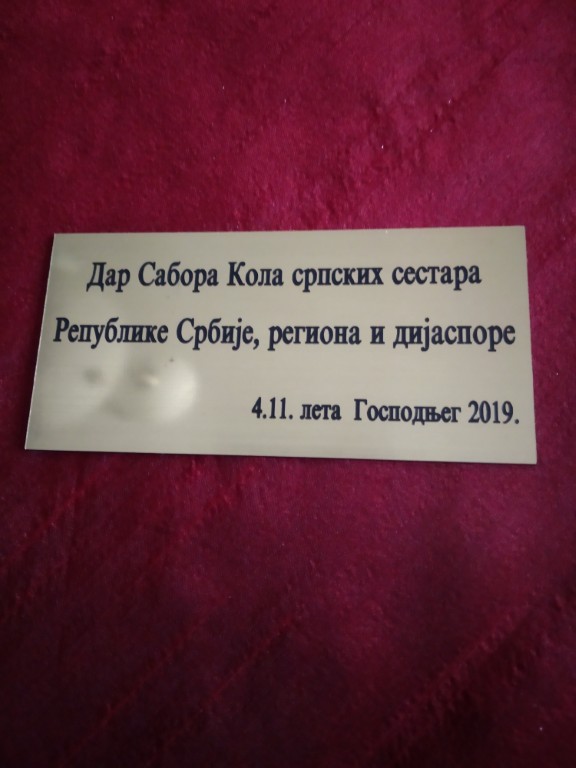 Дар Сабора Кола српских сестара
Републике Србије, региона и дијаспоре
4.11. лета Господњег 2019.